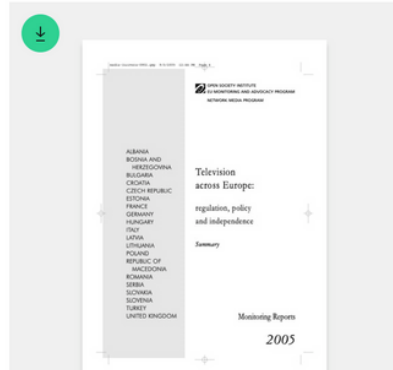 OPEN SOCIETY INSTITUTE
EU MONITORING AND ADVOCACY PROGRAM
NETWORK MEDIA PROGRAM
ALBANIA
BOSNIA AND
HERZEGOVINA
BULGARIA
CROATIA
CZECH REPUBLIC
ESTONIA
FRANCE
GERMANY
HUNGARY
ITALY
LATVIA
LITHUANIA
POLAND
REPUBLIC OF
MACEDONIA
ROMANIA
SERBIA
SLOVAKIA
SLOVENIA
TURKEY
UNITED KINGDOM
Television
across Europe:
regulation, policy
and independence
Summary
Monitoring Reports
2005